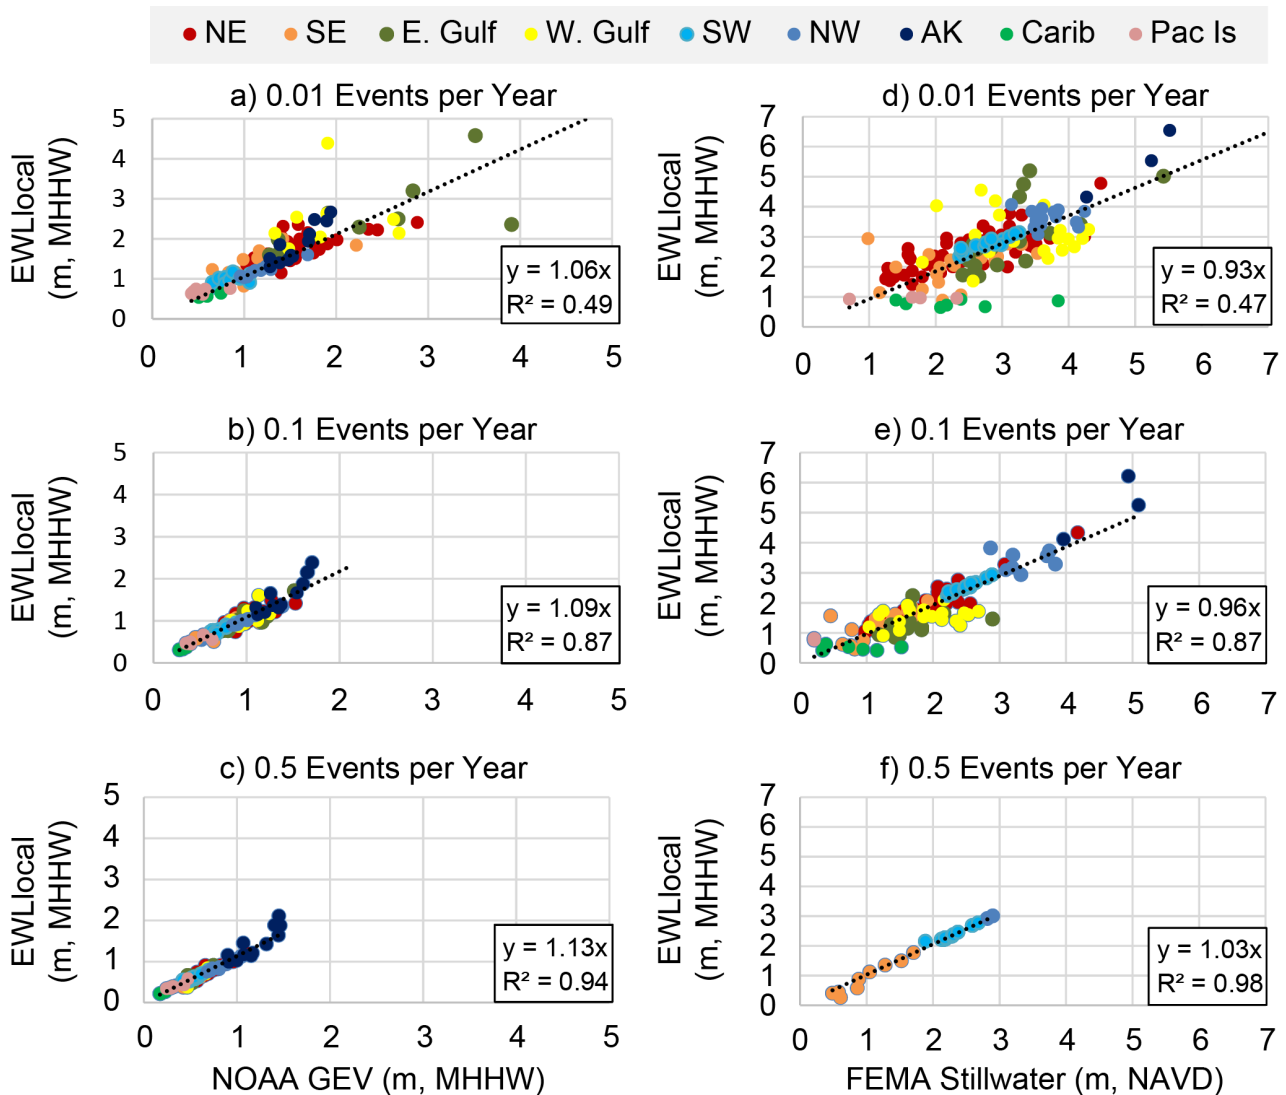 NE SE E. Gulf W. Gulf SW NW AK Carib Pac Is
a) 0.01 Events per Year
EWLlocal
(m, MHHW)
5
4
3
2
1
0
0 1 2 3 4 5
y = 1.06x
R² = 0.49
d) 0.01 Events per Year
EWLlocal
(m, MHHW)
7
6
5
4
3
2
1
0
0 1 2 3 4 5 6 7
y = 0.93x
R² = 0.47
b) 0.1 Events per Year
EWLlocal
(m, MHHW)
5
4
3
2
1
0
0 1 2 3 4 5
y = 1.09x
R² = 0.87
e) 0.1 Events per Year
EWLlocal
(m, MHHW)
7
6
5
4
3
2
1
0
0 1 2 3 4 5 6 7
y = 0.96x
R² = 0.87
c) 0.5 Events per Year
EWLlocal
(m, MHHW)
5
4
3
2
1
0
0 1 2 3 4 5
y = 1.13x
R² = 0.94
NOAA GEV (m, MHHW)
f) 0.5 Events per Year
EWLlocal
(m, MHHW)
7
6
5
4
3
2
1
0
0 1 2 3 4 5 6 7
y = 1.03x
R² = 0.98
FEMA Stillwater (m, NAVD)